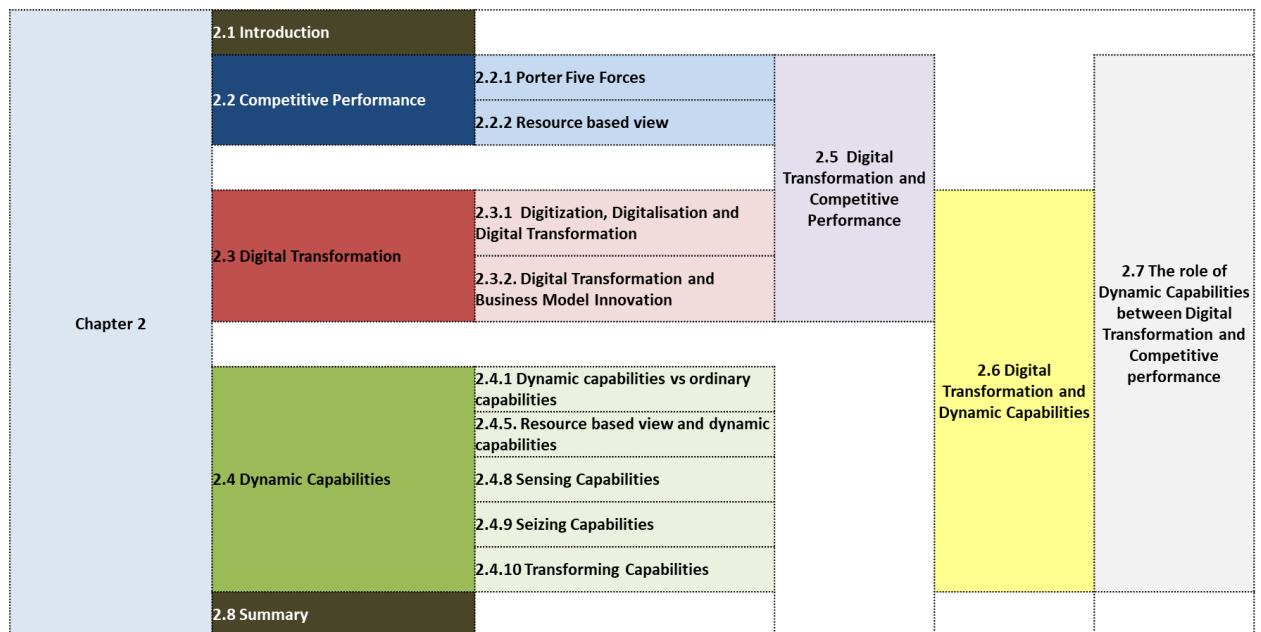 Chapter 2
2.1 Introduction
2.2 Competitive Performance
2.2.1 Porter Five Forces
2.2.2 Resource based view
2.3 Digital Transformation
2.3.1 Digitization, Digitalisation and
Digital Transformation
2.3.2. Digital Transformation and
Business Model Innovation
2.4 Dynamic Capabilities
2.4.1 Dynamic capabilities vs ordinary
capabilities
2.4.5. Resource based view and dynamic
capabilities
2.4.8 Sensing Capabilities
2.4.9 Seizing Capabilities
2.4.10 Transforming Capabilities
2.5 Digital
Transformation and
Competitive
Performance
2.6 Digital
Transformation and
Dynamic Capabilities
2.7 The role of
Dynamic Capabilities
between Digital
Transformation and
Competitive
performance
2.8 Summary